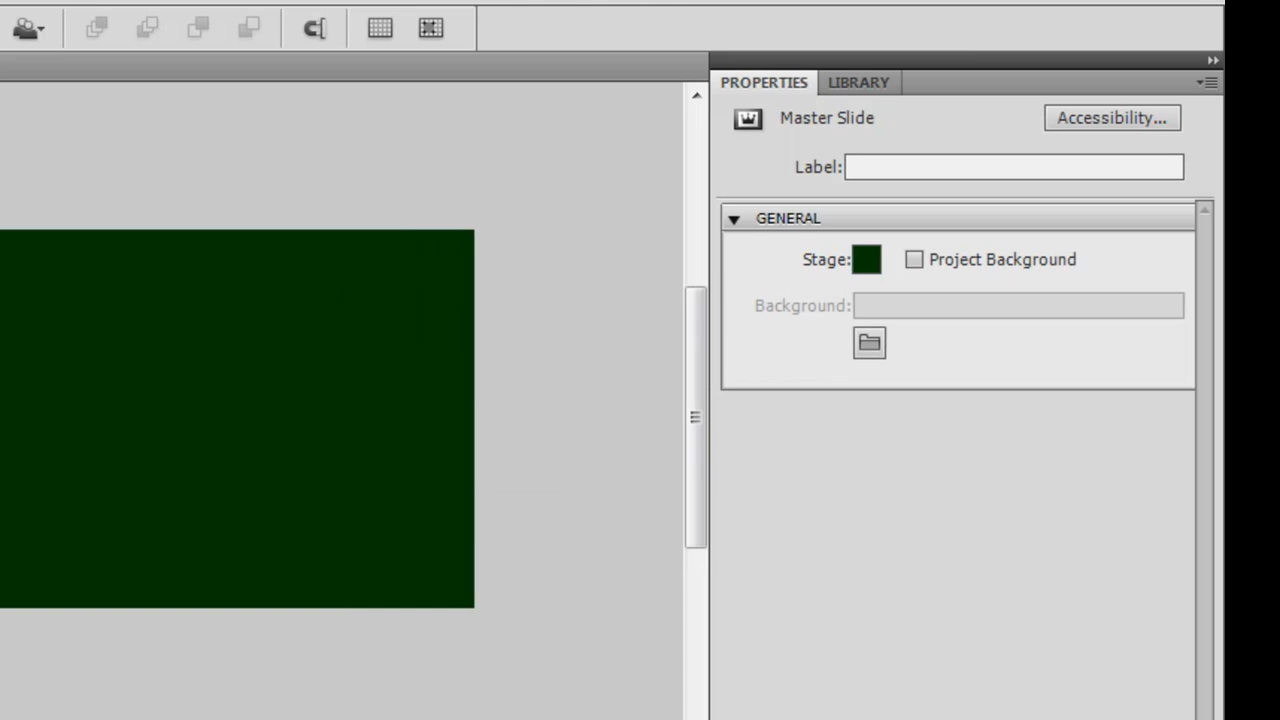 PROPERTIES LIBRARY
Master Slide Accessibility...
Label:
GENERAL
Stage: Project Background
Background: